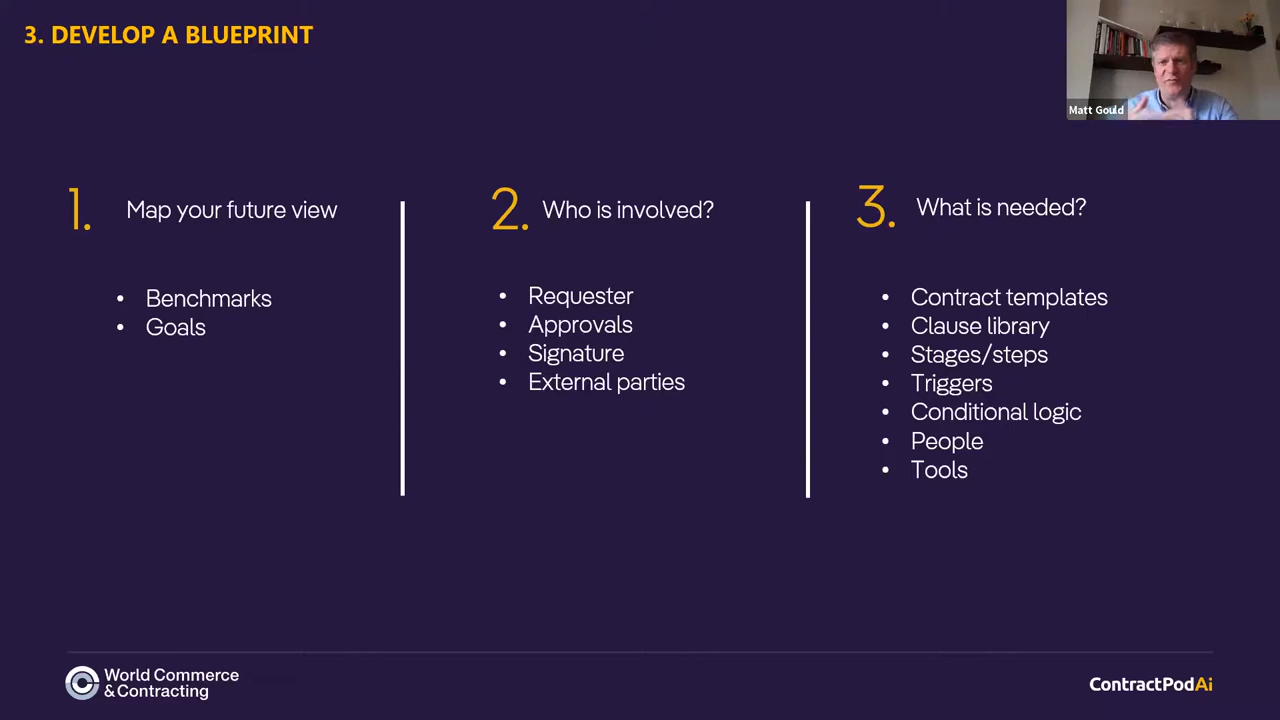 3. DEVELOP A BLUEPRINT
Matt Gould
1. Map your future view
• Benchmarks
• Goals
2. Who is involved?
• Requester
• Approvals
• Signature
• External parties
3. What is needed?
• Contract templates
• Clause library
• Stages/steps
• Triggers
• Conditional logic
• People
• Tools
World Commerce
& Contracting
ContractPodAi